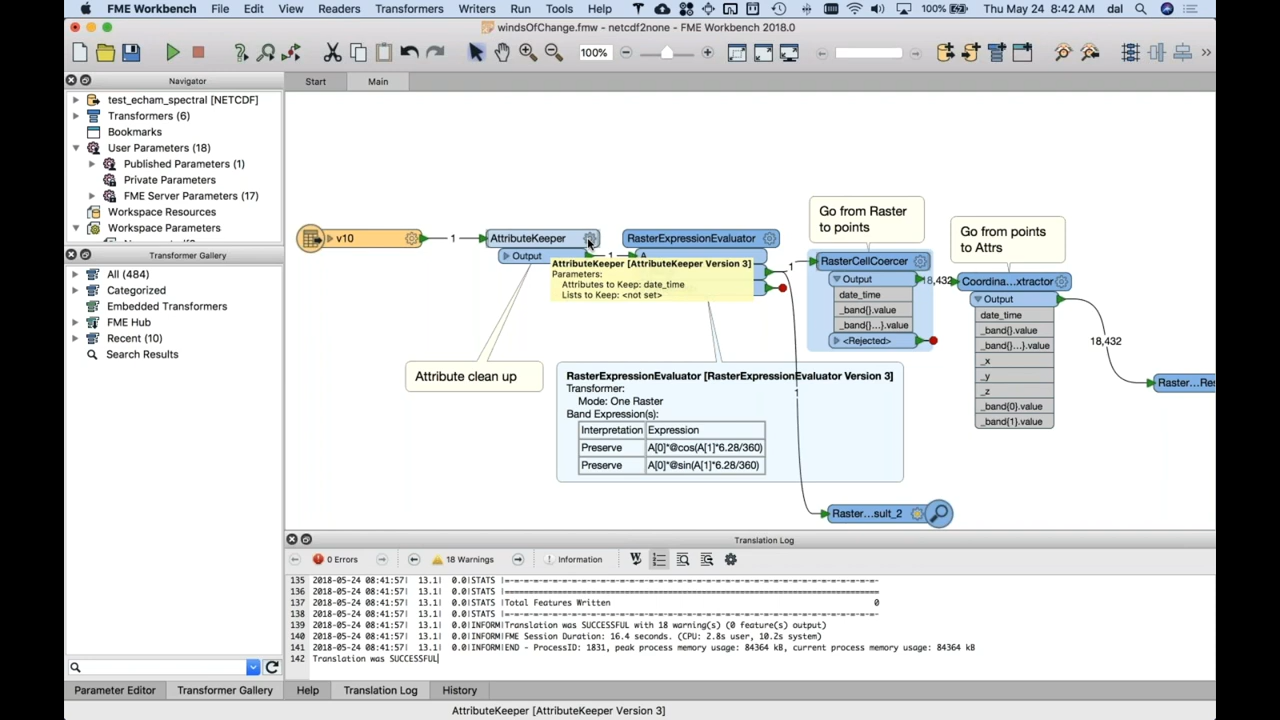 FME Workbench File Edit View Readers Transformers Writers Run Tools Help 100% Thu May 24 8:42 AM dal
windsOfChange.fmw - netcdf2none - FME Workbench 2018.0
100%
Navigator
test_echam_spectral [NETCDF]
Transformers (6)
Bookmarks
User Parameters (18)
Published Parameters (1)
Private Parameters
FME Server Parameters (17)
Workspace Resources
Workspace Parameters
Transformer Gallery
All (484)
Categorized
Embedded Transformers
FME Hub
Recent (10)
Search Results
Parameter Editor Transformer Gallery
Start Main
v10
1
AttributeKeeper
Output
1
RasterExpressionEvaluator
A
AttributeKeeper [AttributeKeeper Version 3]
Parameters:
Attributes to Keep: date_time
Lists to Keep: <not set>
1
Attribute clean up
RasterExpressionEvaluator [RasterExpressionEvaluator Version 3]
Transformer:
Mode: One Raster
Band Expression(s):
Interpretation Expression
Preserve A[0]*@cos(A[1]*6.28/360)
Preserve A[0]*@sin(A[1]*6.28/360)
1
Raster...sult_2
Go from Raster
to points
RasterCellCoercer
Output
date_time
_band{}.value
_band{}...}.value
<Rejected>
18,432
Go from points
to Attrs
Coordina...xtractor
Output
date_time
_band{}.value
_band{}...}.value
_x
_y
_z
_band{0}.value
_band{1}.value
18,432
Raster...Res
Translation Log
0 Errors 18 Warnings Information
135 2018-05-24 08:41:57| 13.1| 0.0|STATS |=-=-=-=-=-=-=-=-=-=-=-=-=-=-=-=-=-=-=-=-=-=-=-=-=-=-=-=-=-=-=-=-=-=-=-=-=-=-
136 2018-05-24 08:41:57| 13.1| 0.0|STATS |==============================================================================
137 2018-05-24 08:41:57| 13.1| 0.0|STATS |Total Features Written 0
138 2018-05-24 08:41:57| 13.1| 0.0|STATS |=-=-=-=-=-=-=-=-=-=-=-=-=-=-=-=-=-=-=-=-=-=-=-=-=-=-=-=-=-=-=-=-=-=-=-=-=-=-
139 2018-05-24 08:41:57| 13.1| 0.0|INFORM|Translation was SUCCESSFUL with 18 warning(s) (0 feature(s) output)
140 2018-05-24 08:41:57| 13.1| 0.0|INFORM|FME Session Duration: 16.4 seconds. (CPU: 2.8s user, 10.2s system)
141 2018-05-24 08:41:57| 13.1| 0.0|INFORM|END - ProcessID: 1831, peak process memory usage: 84364 kB, current process memory usage: 84364 kB
142 Translation was SUCCESSFUL
Help Translation Log History
AttributeKeeper [AttributeKeeper Version 3]